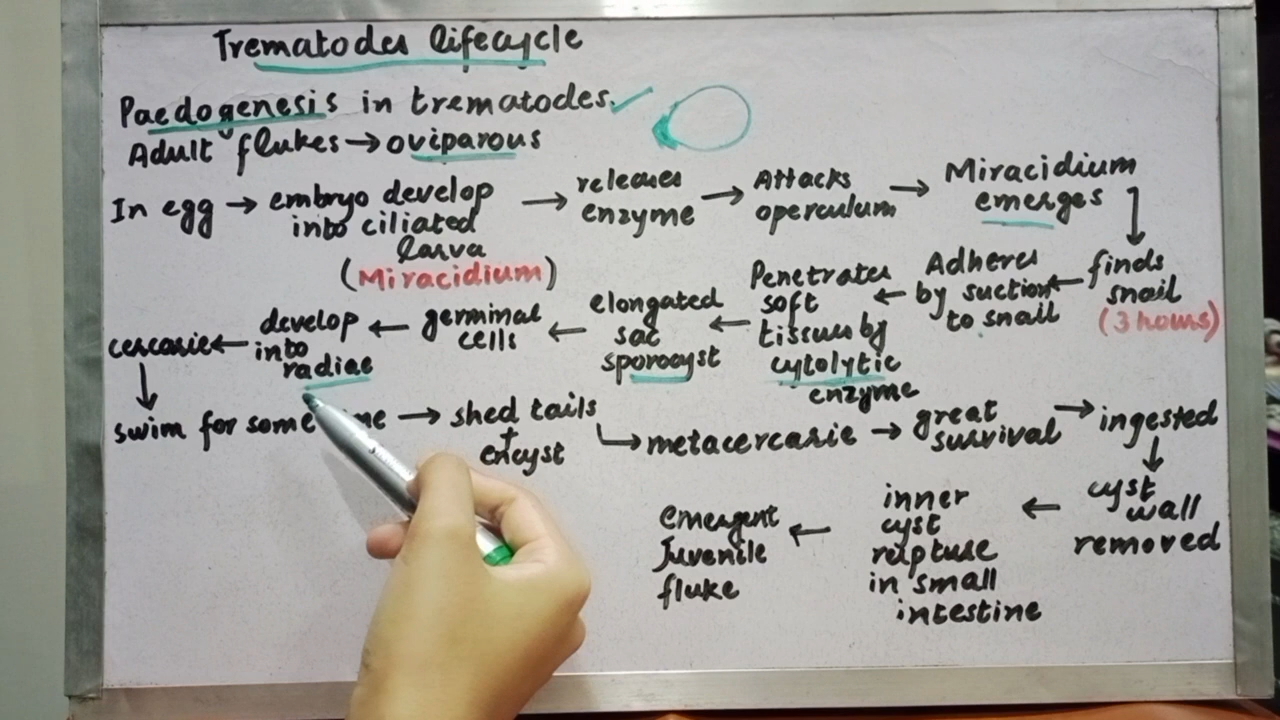 Trematodes lifecycle
Paedogenesis in trematodes.
Adult flukes → oviparous
In egg → embryo develop into ciliated larva (Miracidium) → releases enzyme → Attacks operculum → Miracidium emerges
↓
finds snail (3 hours)
← Adheres by suction to snail
← Penetrates soft tissues by cytolytic enzyme
← elongated sac sporocyst
← germinal cells
← develop into radiae
← cercarie
↓
swim for some → shed tails + encyst
→ metacercarie → great survival → ingested
↓
cyst wall removed
← inner cyst rupture in small intestine
← emergent Juvenile fluke